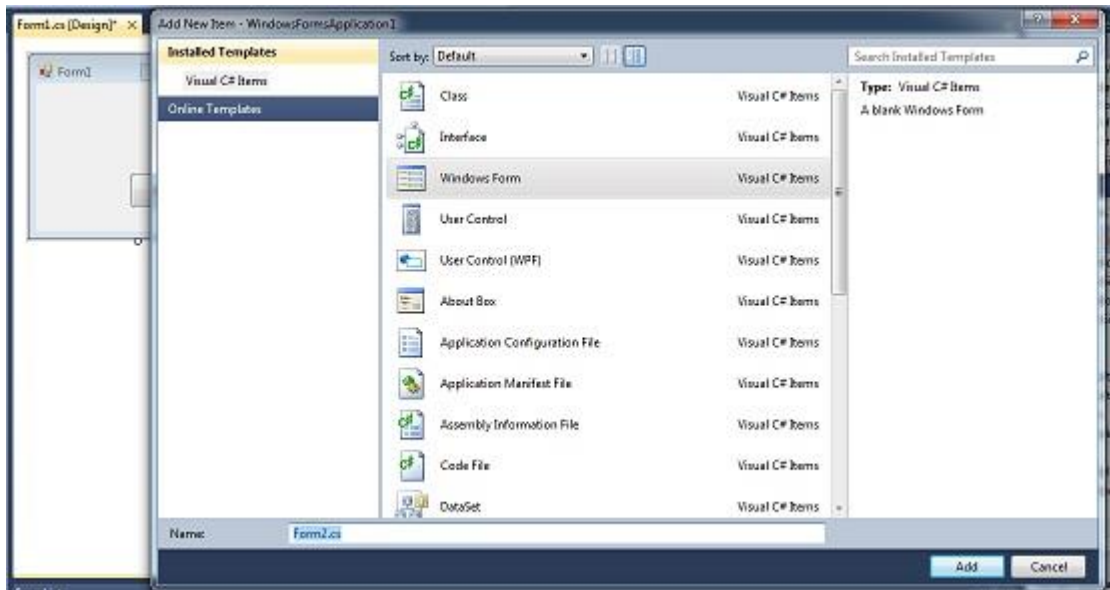 Form1.cs [Design]* ×
Add New Item - WindowsFormsApplication1
Form1
Installed Templates
Visual C# Items
Online Templates
Sort by: Default
Search Installed Templates
Class Visual C# Items
Interface Visual C# Items
Windows Form Visual C# Items
User Control Visual C# Items
User Control (WPF) Visual C# Items
About Box Visual C# Items
Application Configuration File Visual C# Items
Application Manifest File Visual C# Items
Assembly Information File Visual C# Items
Code File Visual C# Items
DataSet Visual C# Items
Type: Visual C# Items
A blank Windows Form
Name: Form2.cs
Add Cancel